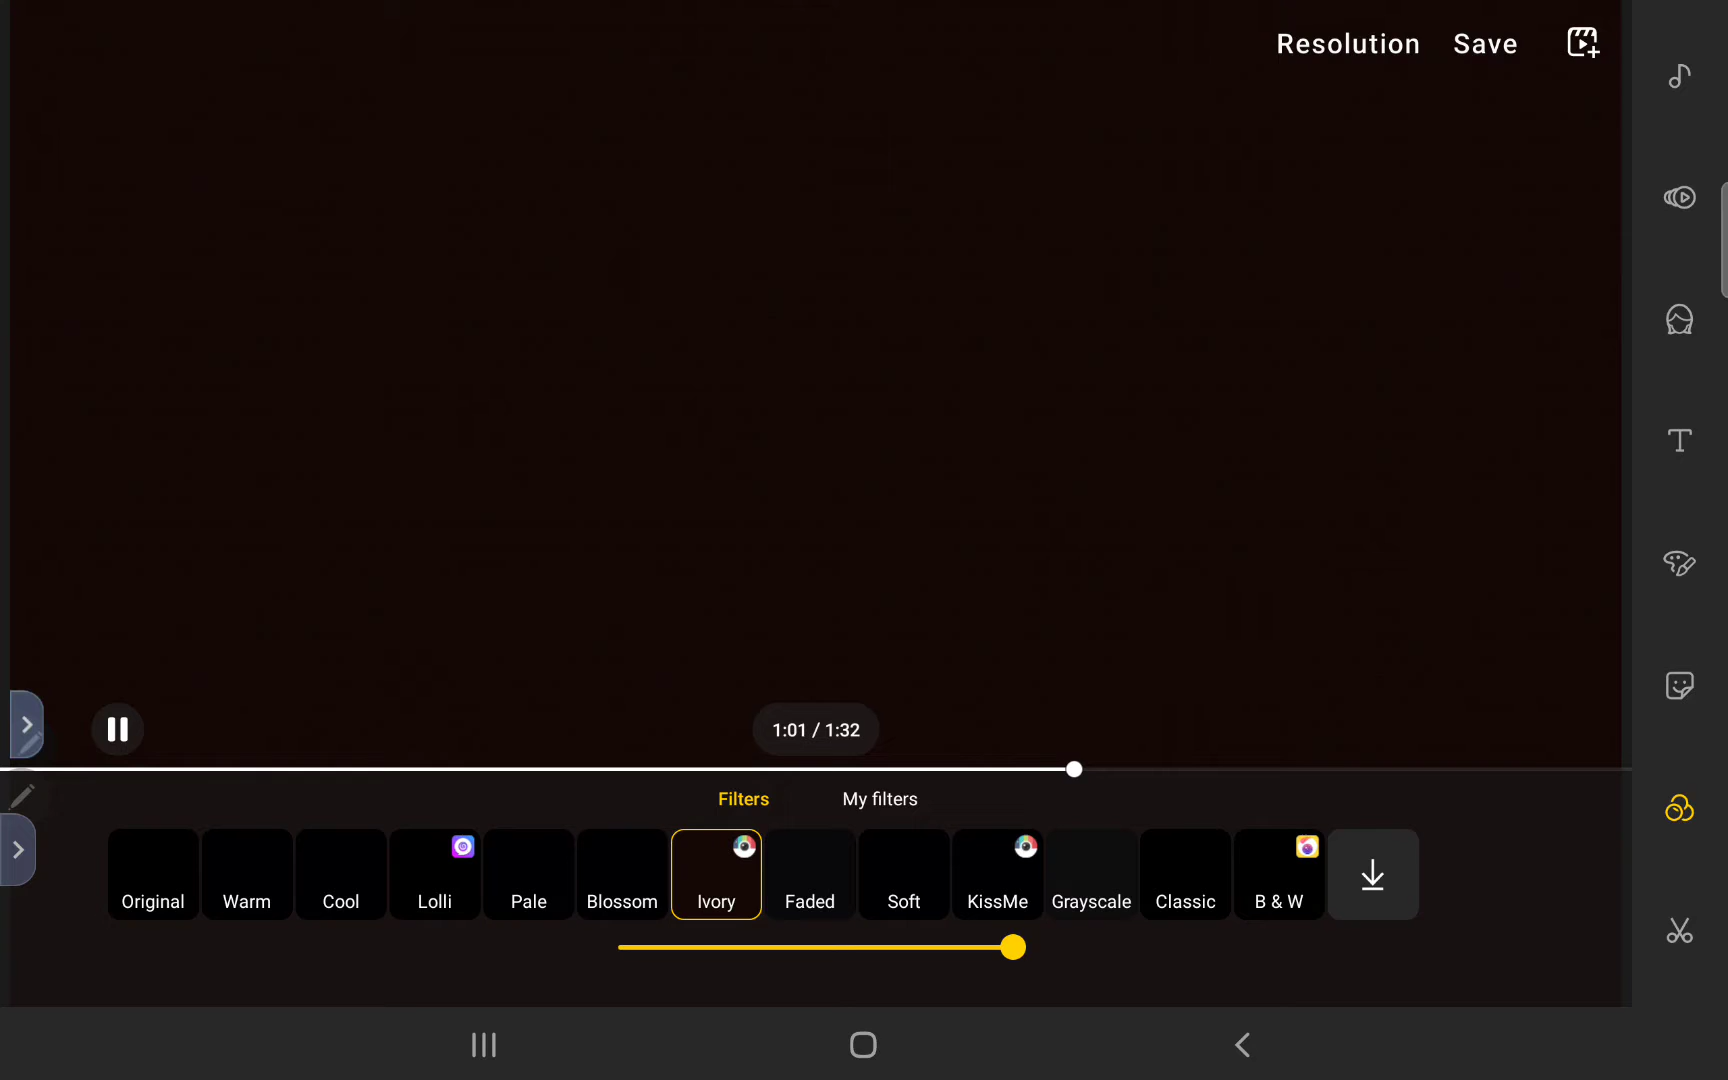 Resolution Save
1:01 / 1:32
Filters My filters
Original Warm Cool Lolli Pale Blossom Ivory Faded Soft KissMe Grayscale Classic B & W